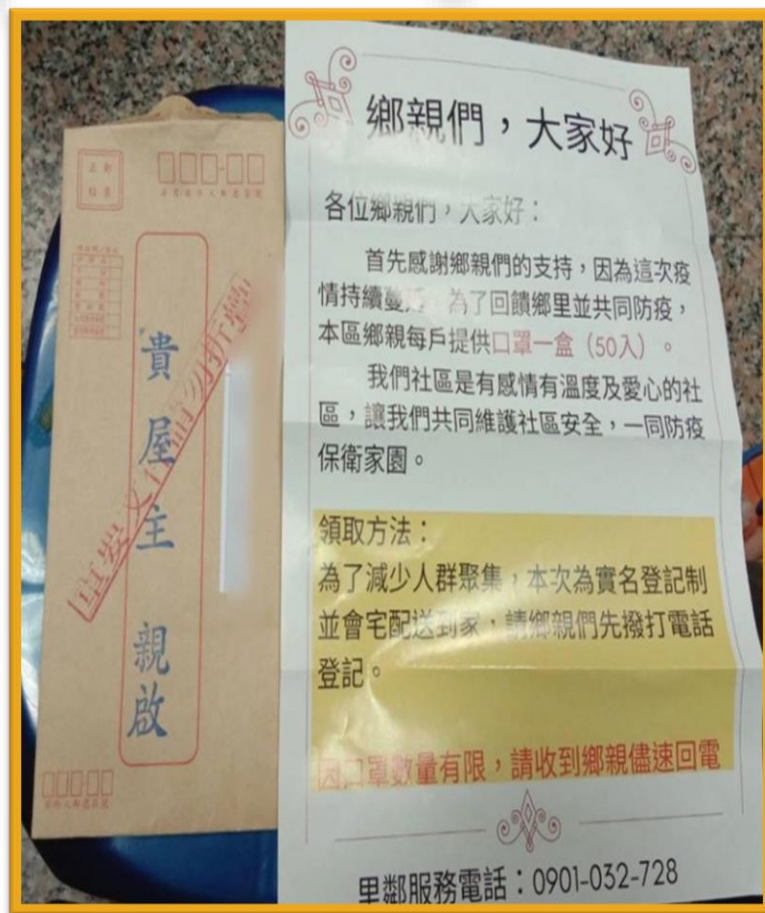 貴屋主 親啟
重要文件請勿折疊
鄉親們，大家好
各位鄉親們，大家好：
首先感謝鄉親們的支持，因為這次疫
情持續蔓延，為了回饋鄉里並共同防疫，
本區鄉親每戶提供口罩一盒（50入）。
我們社區是有感情有溫度及愛心的社
區，讓我們共同維護社區安全，一同防疫
保衛家園。
領取方法：
為了減少人群聚集，本次為實名登記制
並會宅配送到家，請鄉親們先撥打電話
登記。
因口罩數量有限，請收到鄉親儘速回電
里鄰服務電話：0901-032-728